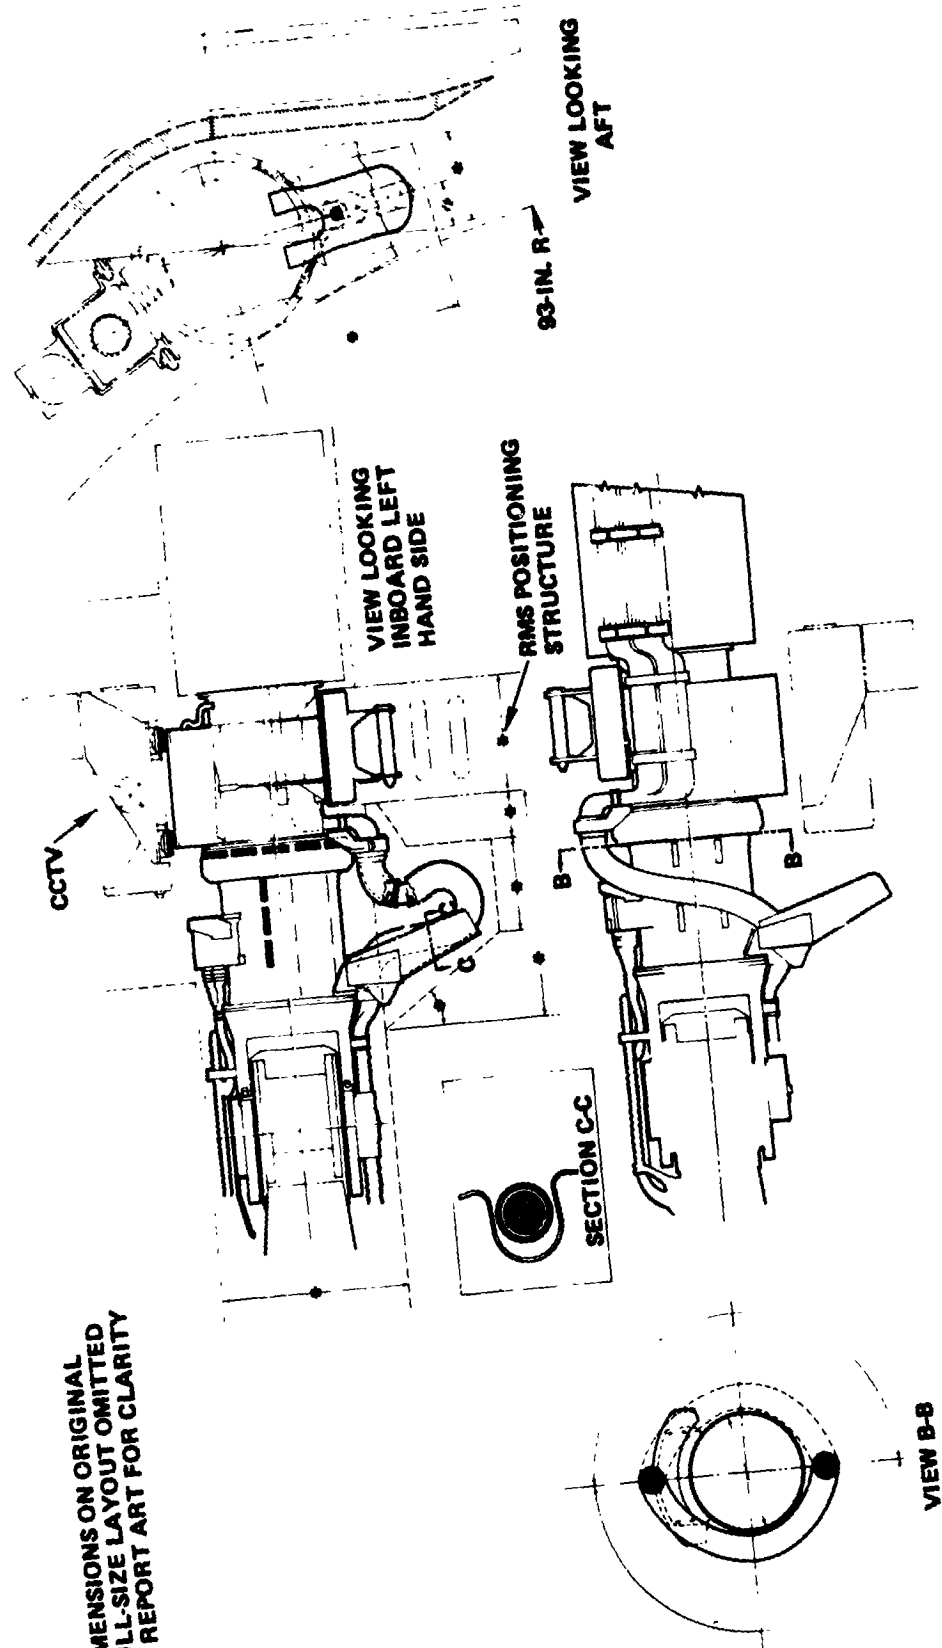 MENSIONS ON ORIGINAL
LL-SIZE LAYOUT OMITTED
REPORT ART FOR CLARITY
CCTV
VIEW LOOKING
INBOARD LEFT
HAND SIDE
VIEW LOOKING
AFT
93-IN. R
RMS POSITIONING
STRUCTURE
C
SECTION C-C
B
B
VIEW B-B